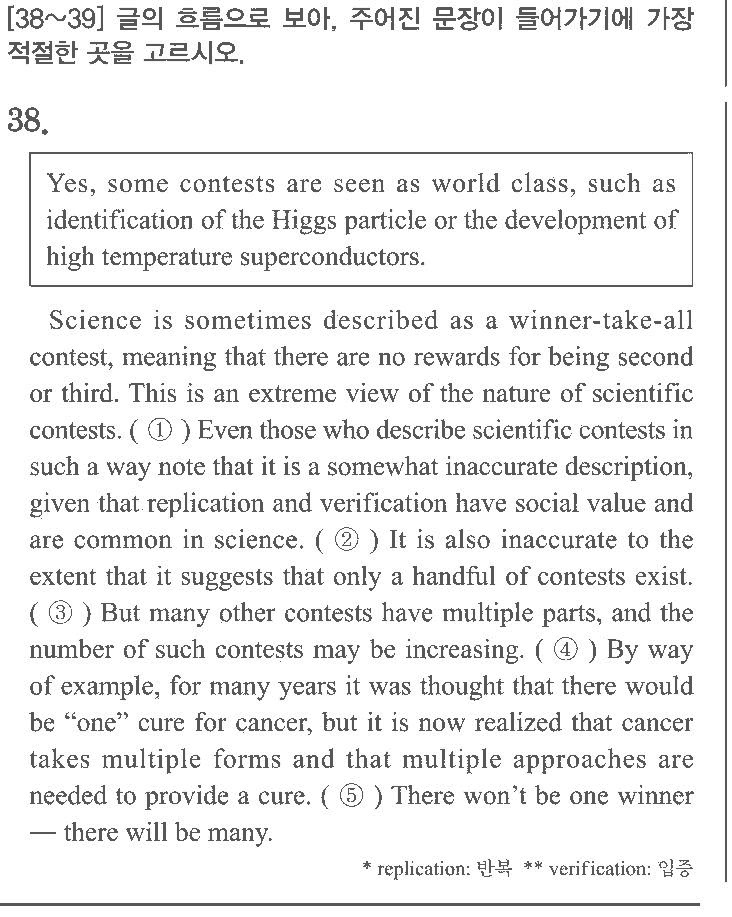 [38~39] 글의 흐름으로 보아, 주어진 문장이 들어가기에 가장
적절한 곳을 고르시오.
38.
Yes, some contests are seen as world class, such as
identification of the Higgs particle or the development of
high temperature superconductors.
Science is sometimes described as a winner-take-all
contest, meaning that there are no rewards for being second
or third. This is an extreme view of the nature of scientific
contests. ( ① ) Even those who describe scientific contests in
such a way note that it is a somewhat inaccurate description,
given that replication and verification have social value and
are common in science. ( ② ) It is also inaccurate to the
extent that it suggests that only a handful of contests exist.
( ③ ) But many other contests have multiple parts, and the
number of such contests may be increasing. ( ④ ) By way
of example, for many years it was thought that there would
be “one” cure for cancer, but it is now realized that cancer
takes multiple forms and that multiple approaches are
needed to provide a cure. ( ⑤ ) There won’t be one winner
— there will be many.
* replication: 반복 ** verification: 입증